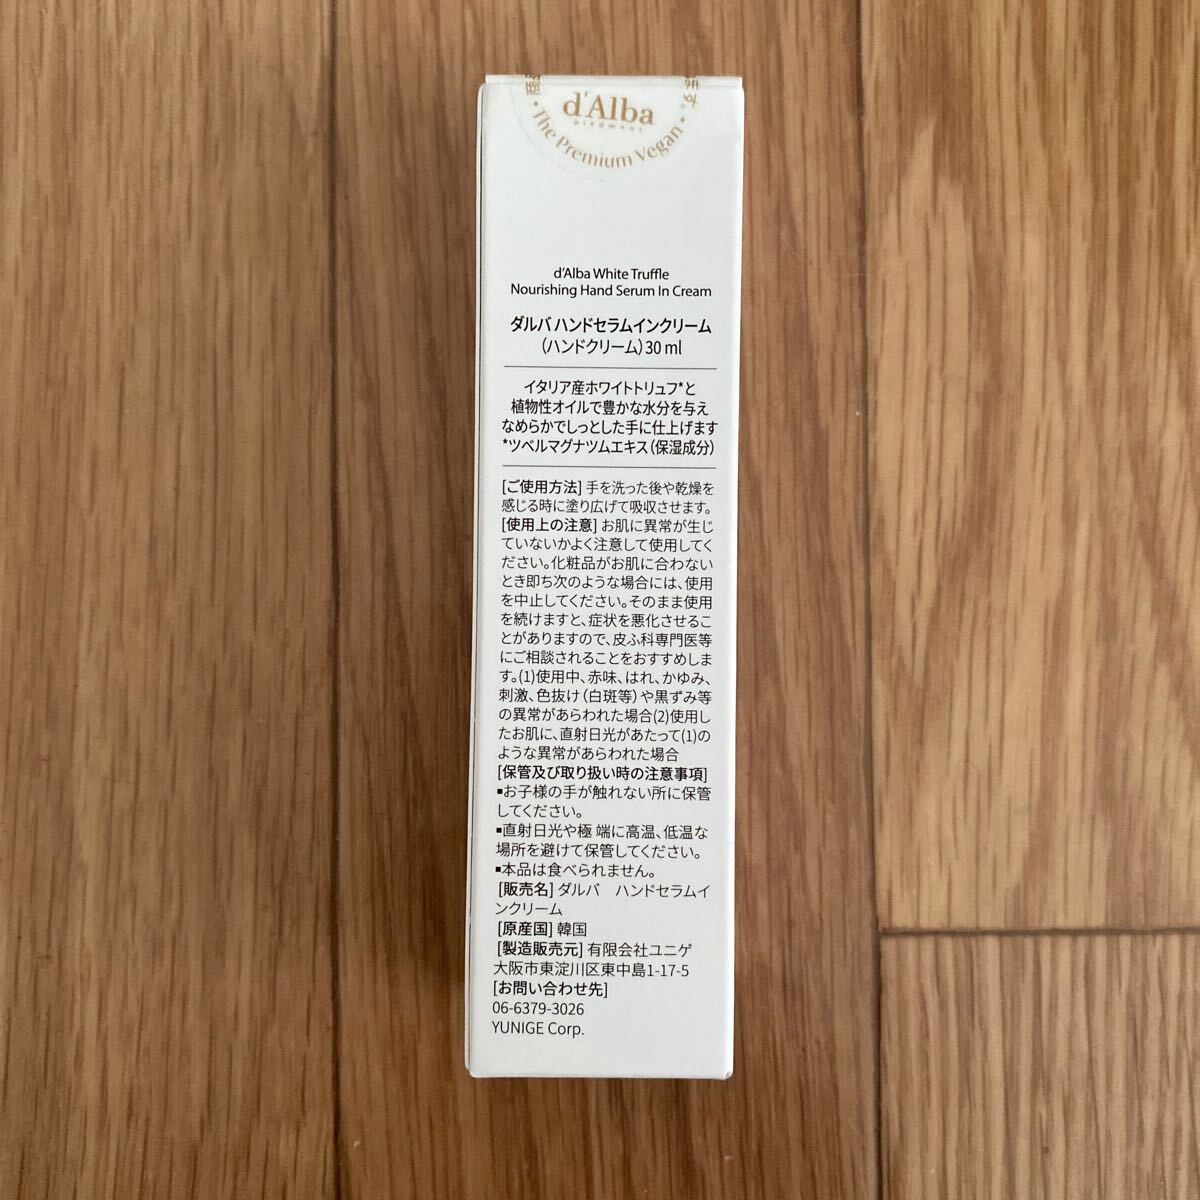 d'Alba
piedmont
• The Premium Vegan •
d'Alba White Truffle
Nourishing Hand Serum In Cream
ダルバ ハンドセラムインクリーム
(ハンドクリーム)30 ml
イタリア産ホワイトトリュフ*と
植物性オイルで豊かな水分を与え
なめらかでしっとした手に仕上げます
*ツベルマグナツムエキス(保湿成分)
[ご使用方法] 手を洗った後や乾燥を
感じる時に塗り広げて吸収させます。
[使用上の注意] お肌に異常が生じ
ていないかよく注意して使用してく
ださい。化粧品がお肌に合わない
とき即ち次のような場合には、使用
を中止してください。そのまま使用
を続けますと、症状を悪化させるこ
とがありますので、皮ふ科専門医等
にご相談されることをおすすめしま
す。(1)使用中、赤味、はれ、かゆみ、
刺激、色抜け(白斑等)や黒ずみ等
の異常があらわれた場合(2)使用し
たお肌に、直射日光があたって(1)の
ような異常があらわれた場合
[保管及び取り扱い時の注意事項]
▪お子様の手が触れない所に保管
してください。
▪直射日光や極 端に高温、低温な
場所を避けて保管してください。
▪本品は食べられません。
[販売名] ダルバ　ハンドセラムイ
ンクリーム
[原産国] 韓国
[製造販売元] 有限会社ユニゲ
大阪市東淀川区東中島1-17-5
[お問い合わせ先]
06-6379-3026
YUNIGE Corp.